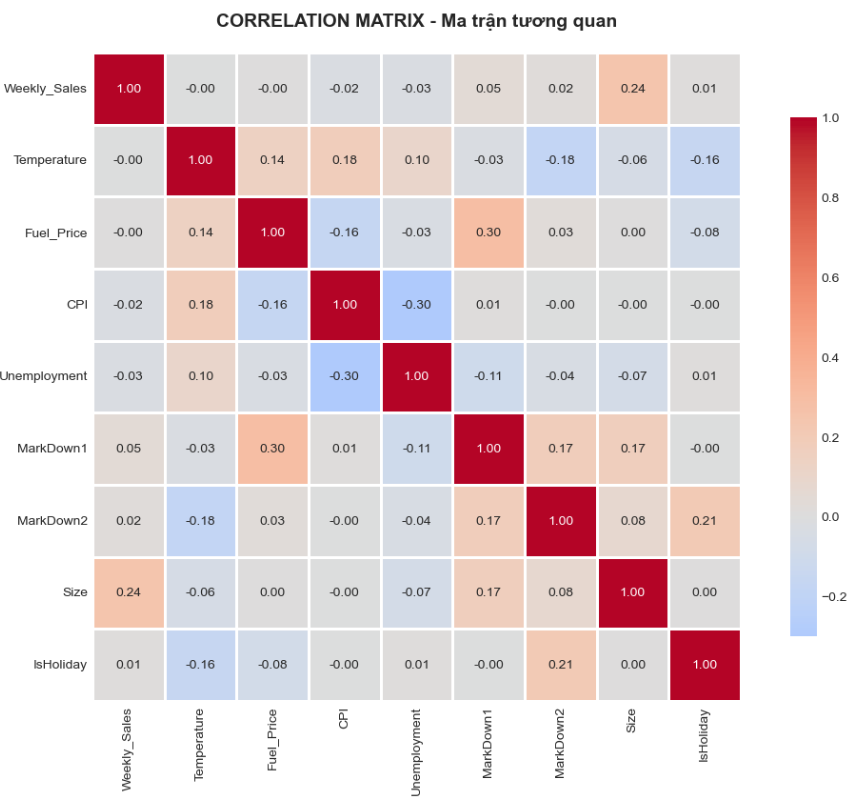 CORRELATION MATRIX - Ma trận tương quan
Weekly_Sales 1.00 -0.00 -0.00 -0.02 -0.03 0.05 0.02 0.24 0.01
Temperature -0.00 1.00 0.14 0.18 0.10 -0.03 -0.18 -0.06 -0.16
Fuel_Price -0.00 0.14 1.00 -0.16 -0.03 0.30 0.03 0.00 -0.08
CPI -0.02 0.18 -0.16 1.00 -0.30 0.01 -0.00 -0.00 -0.00
Unemployment -0.03 0.10 -0.03 -0.30 1.00 -0.11 -0.04 -0.07 0.01
MarkDown1 0.05 -0.03 0.30 0.01 -0.11 1.00 0.17 0.17 -0.00
MarkDown2 0.02 -0.18 0.03 -0.00 -0.04 0.17 1.00 0.08 0.21
Size 0.24 -0.06 0.00 -0.00 -0.07 0.17 0.08 1.00 0.00
IsHoliday 0.01 -0.16 -0.08 -0.00 0.01 -0.00 0.21 0.00 1.00
Weekly_Sales
Temperature
Fuel_Price
CPI
Unemployment
MarkDown1
MarkDown2
Size
IsHoliday
1.0
0.8
0.6
0.4
0.2
0.0
−0.2